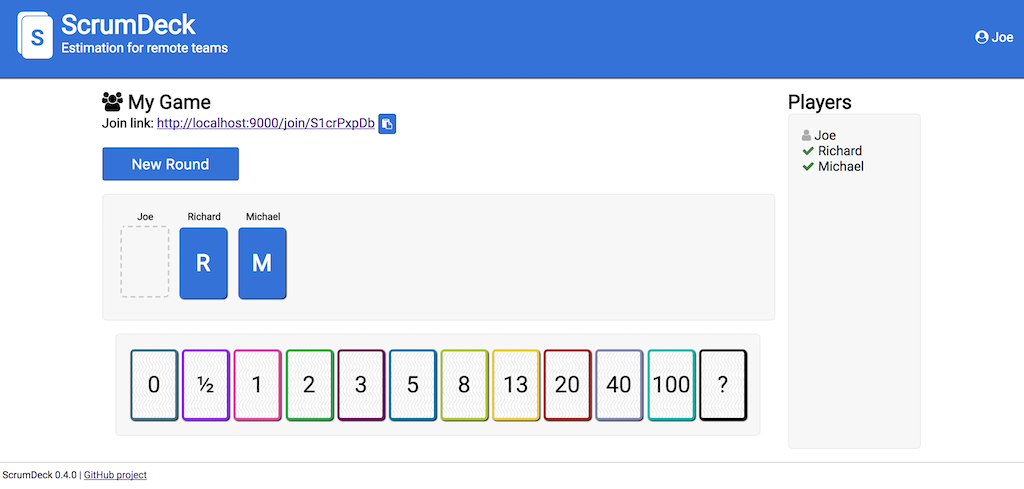 S
ScrumDeck
Estimation for remote teams
Joe
My Game
Join link: http://localhost:9000/join/S1crPxpDb
New Round
Joe Richard Michael
R M
0 ½ 1 2 3 5 8 13 20 40 100 ?
Players
Joe
Richard
Michael
ScrumDeck 0.4.0 | GitHub project